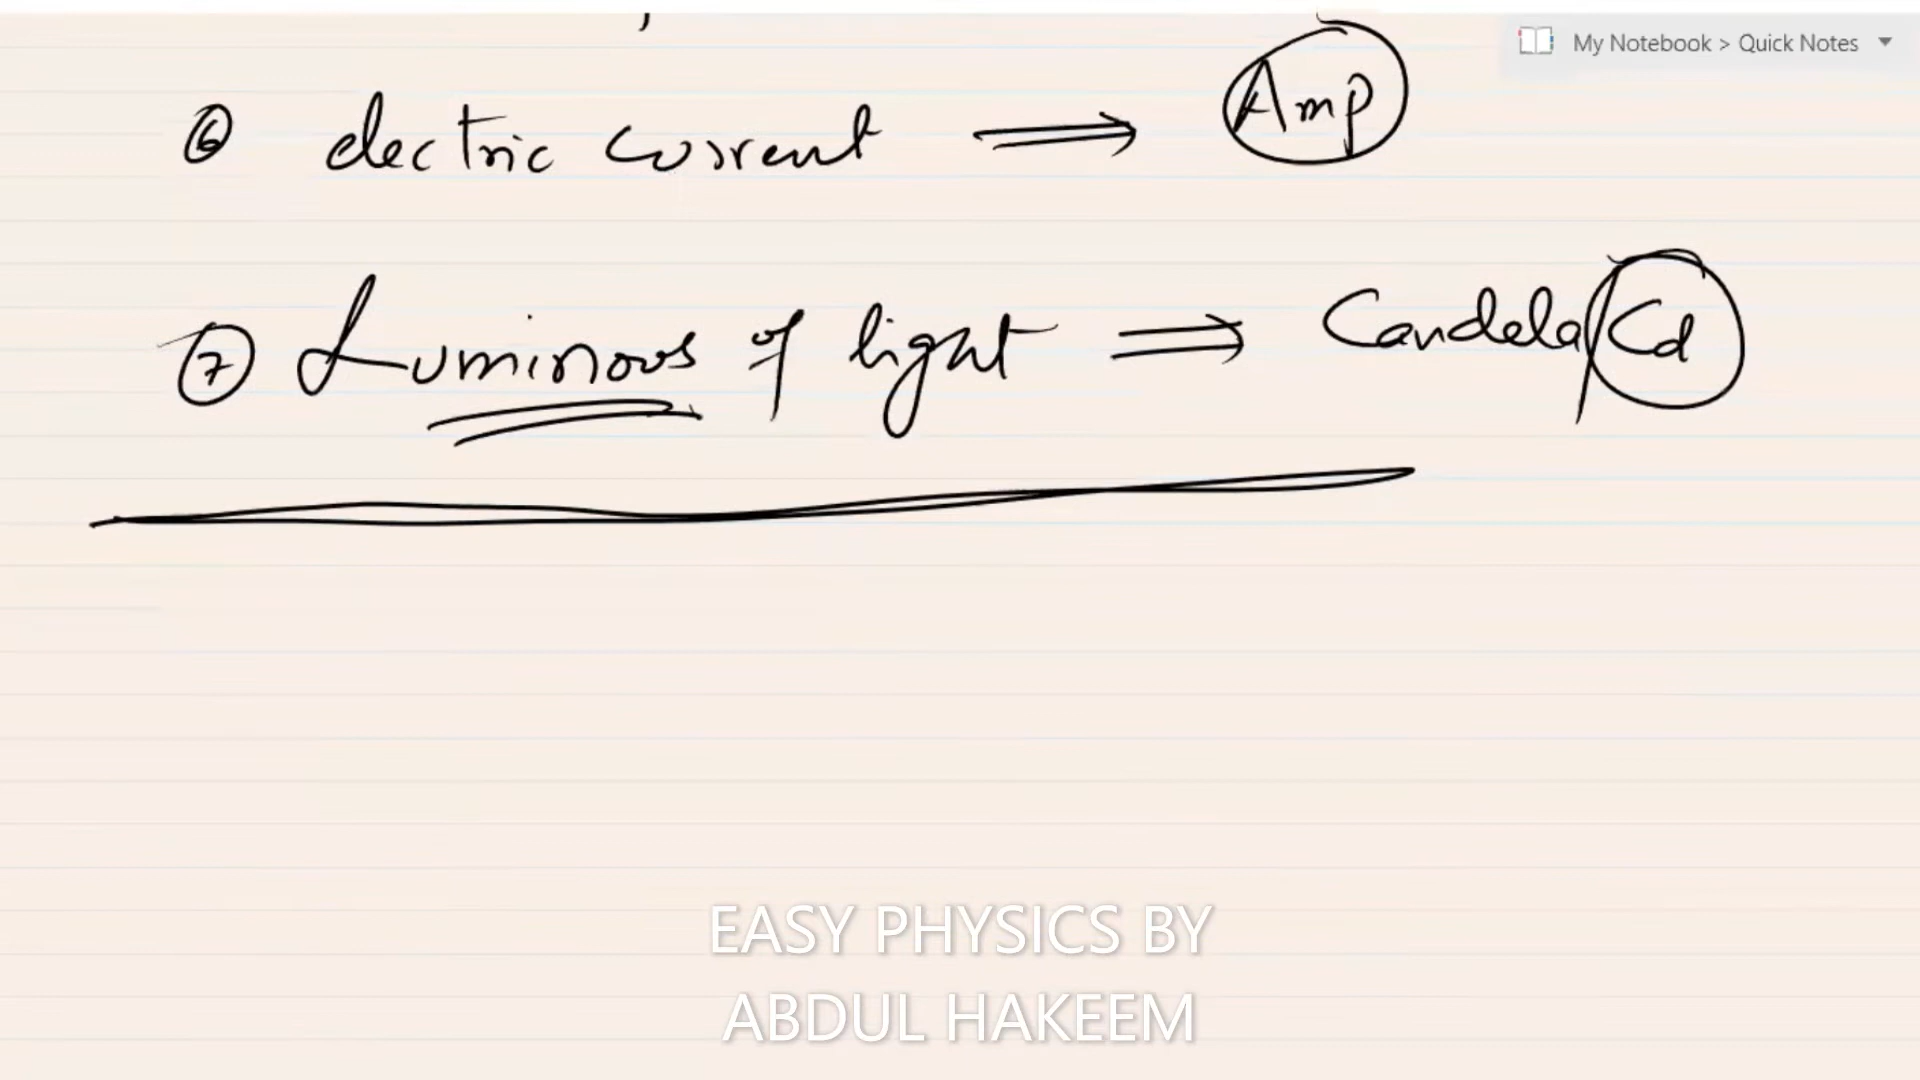 My Notebook > Quick Notes
⑥ electric current ⟹ Amp
⑦ Luminous of light ⟹ Candela/Cd
EASY PHYSICS BY
ABDUL HAKEEM